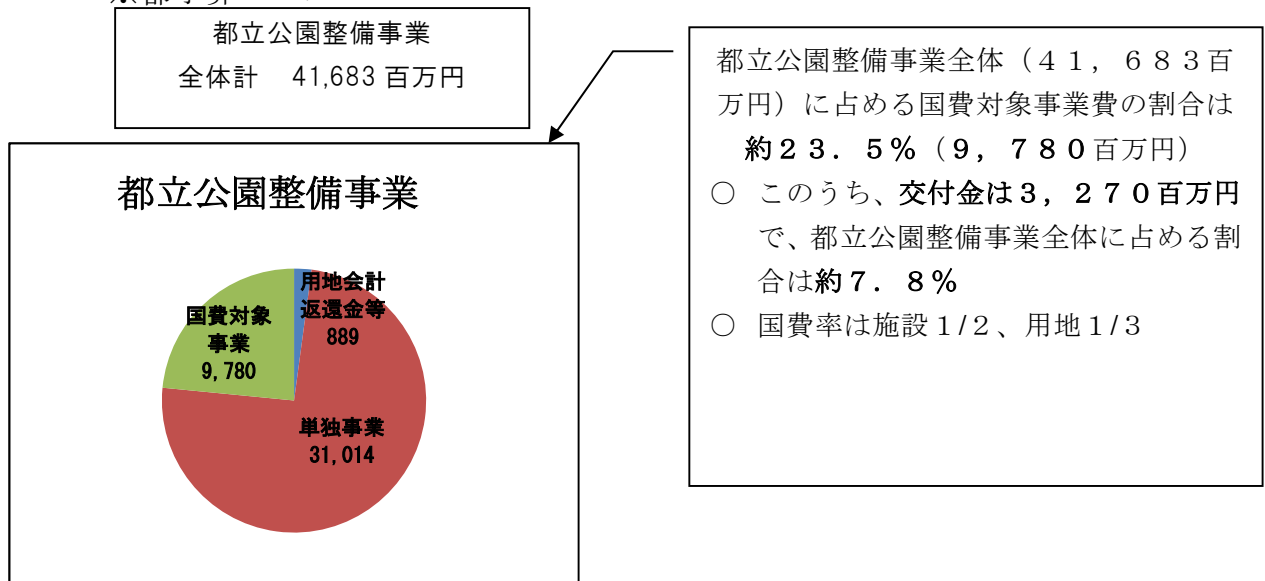 都立公園整備事業
全体計　41,683 百万円
都立公園整備事業
用地会計
返還金等
889
国費対象
事業
9,780
単独事業
31,014
都立公園整備事業全体（４１，６８３百
万円）に占める国費対象事業費の割合は
約２３．５％（９，７８０百万円）
○　このうち、交付金は３，２７０百万円
で、都立公園整備事業全体に占める割
合は約７．８％
○　国費率は施設１/２、用地１/３